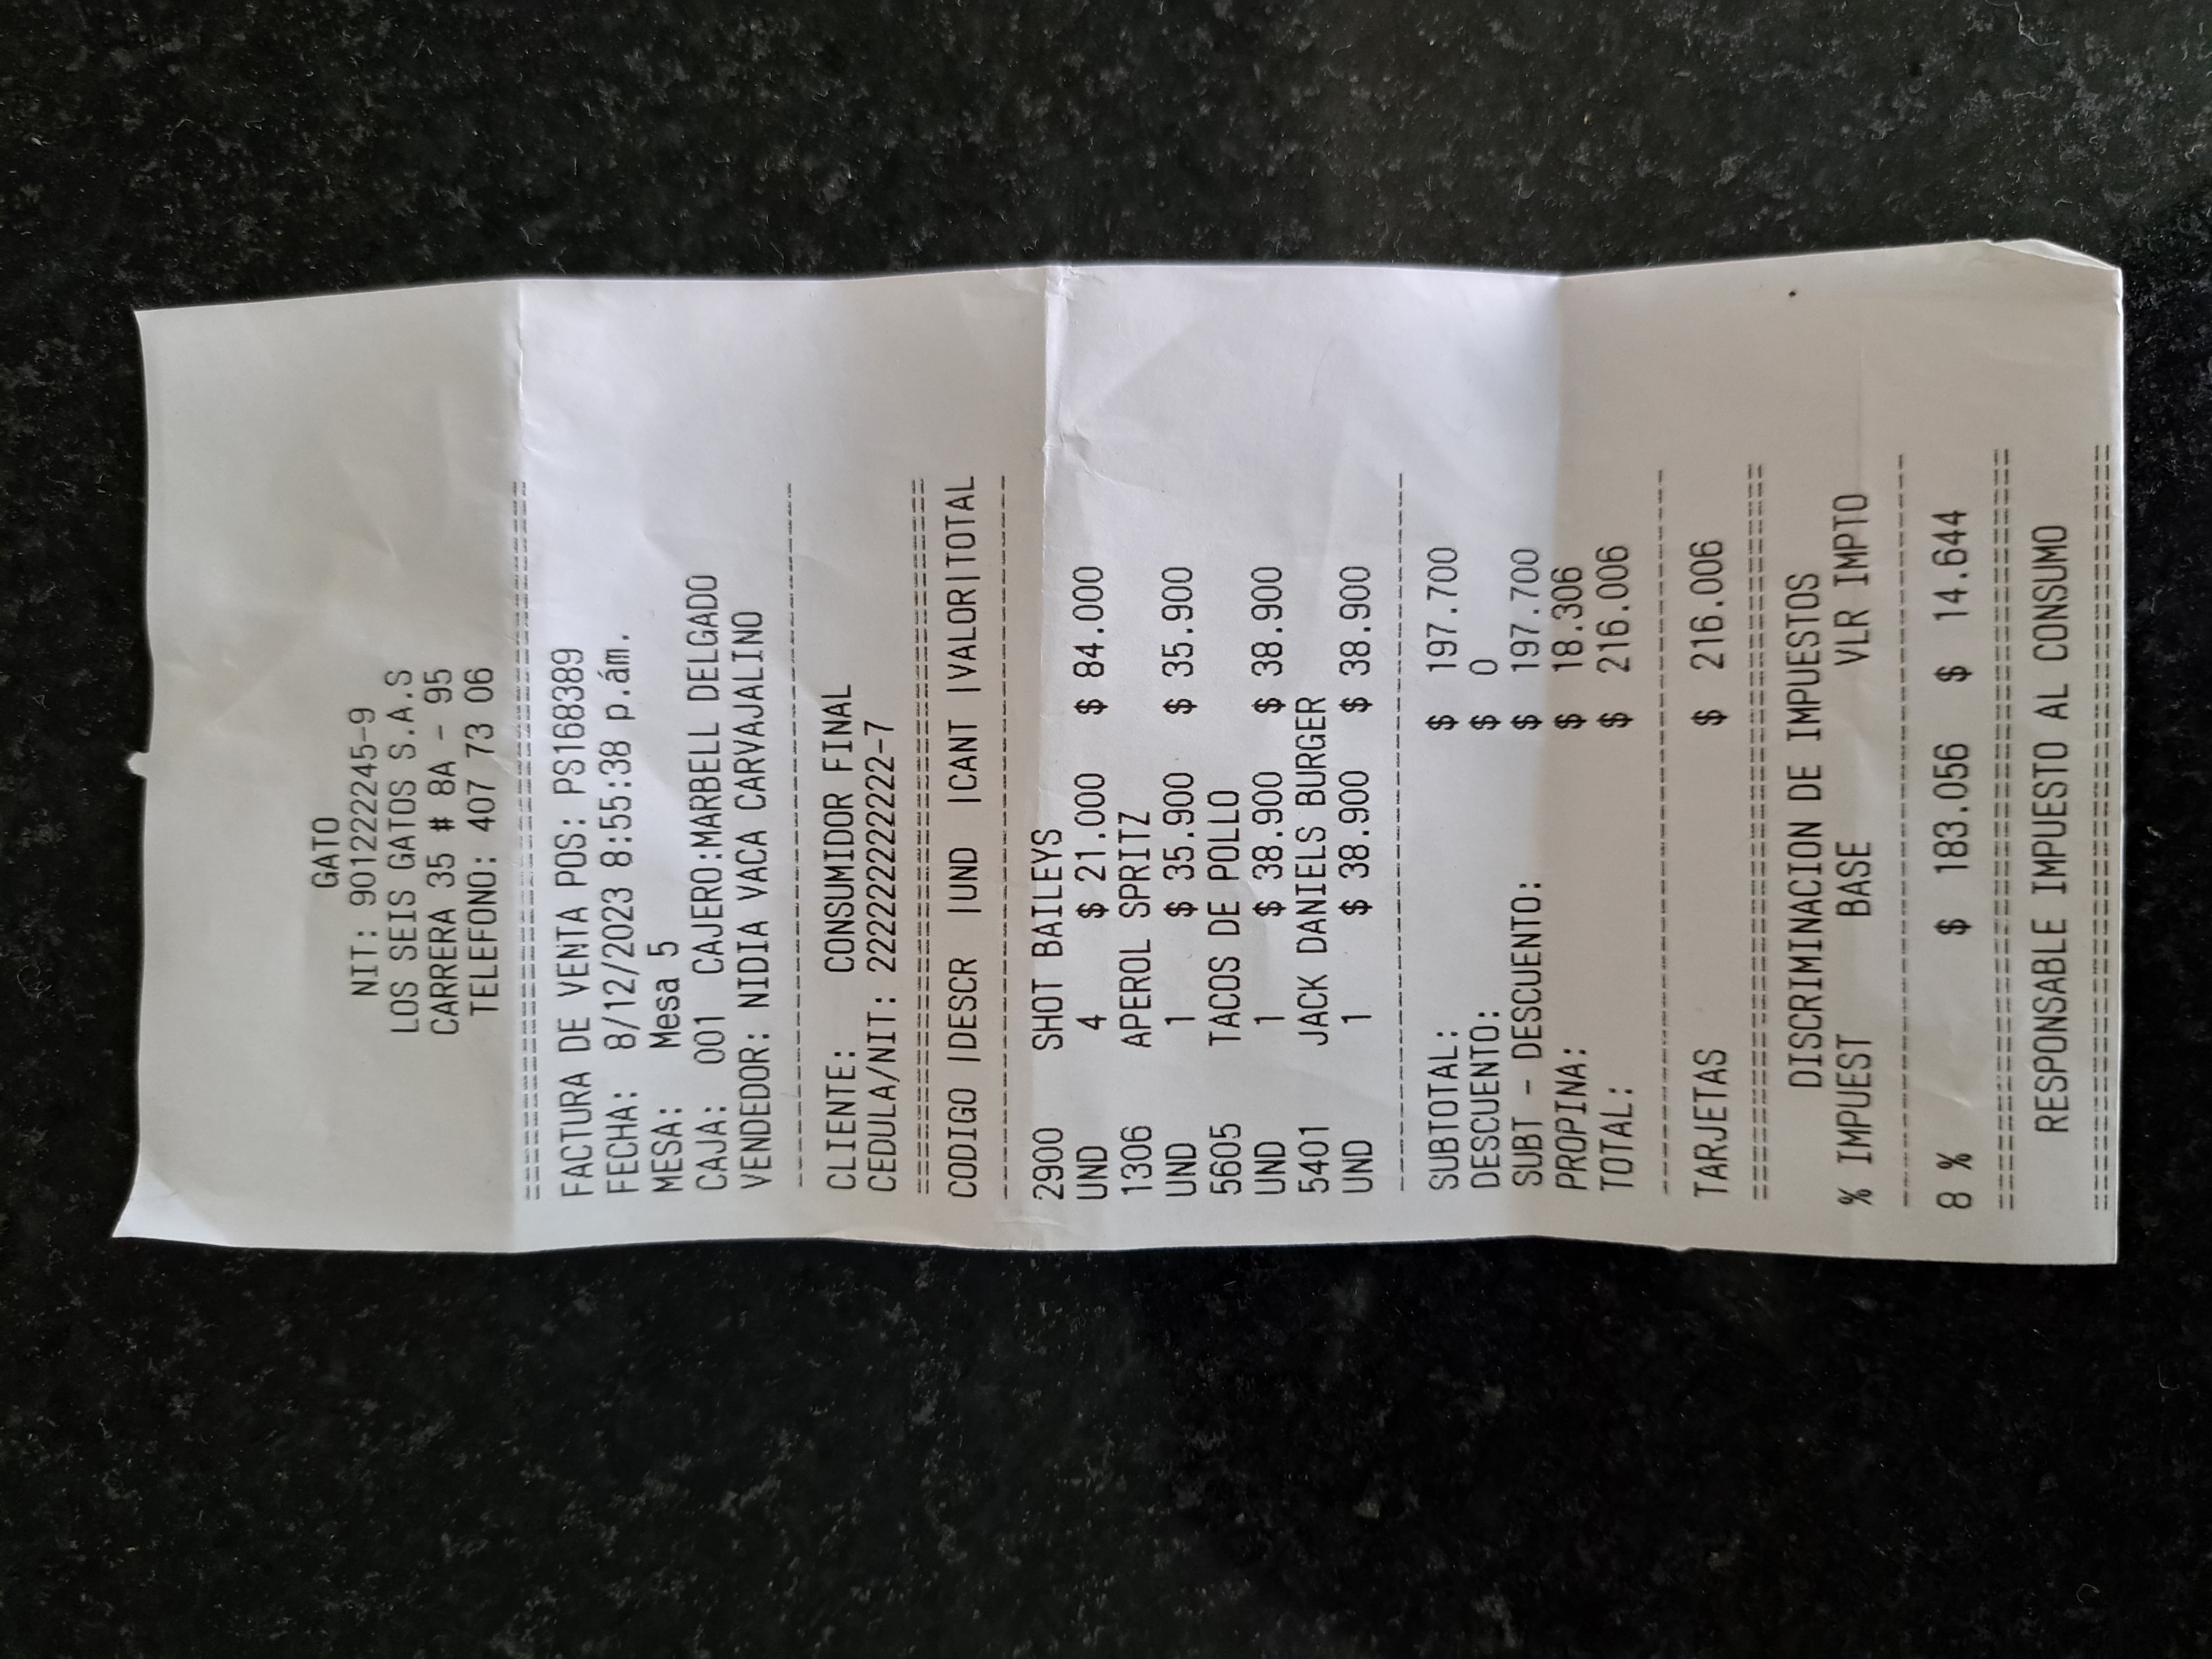 GATO
NIT: 901222245-9
LOS SEIS GATOS S.A.S
CARRERA 35 # 8A - 95
TELEFONO: 407 73 06
========================================
FACTURA DE VENTA POS: PS168389
FECHA: 8/12/2023 8:55:38 p.ám.
MESA: Mesa 5
CAJA: 001 CAJERO:MARBELL DELGADO
VENDEDOR: NIDIA VACA CARVAJALINO
----------------------------------------
CLIENTE: CONSUMIDOR FINAL
CEDULA/NIT: 222222222222-7
========================================
CODIGO |DESCR |UND |CANT |VALOR|TOTAL
----------------------------------------
2900 SHOT BAILEYS
UND 4 $ 21.000 $ 84.000
1306 APEROL SPRITZ
UND 1 $ 35.900 $ 35.900
5605 TACOS DE POLLO
UND 1 $ 38.900 $ 38.900
5401 JACK DANIELS BURGER
UND 1 $ 38.900 $ 38.900
----------------------------------------
SUBTOTAL: $ 197.700
DESCUENTO: $ 0
SUBT - DESCUENTO: $ 197.700
PROPINA: $ 18.306
TOTAL: $ 216.006
----------------------------------------
TARJETAS $ 216.006
========================================
DISCRIMINACION DE IMPUESTOS
% IMPUEST BASE VLR IMPTO
----------------------------------------
8 % $ 183.056 $ 14.644
========================================
RESPONSABLE IMPUESTO AL CONSUMO
========================================